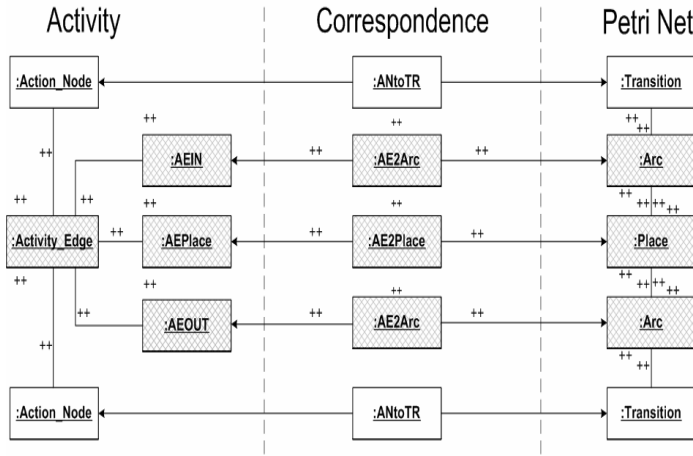 Activity Correspondence Petri Net
:Action_Node :ANtoTR :Transition
++ ++ ++
++
++ :AEIN ++ :AE2Arc ++ :Arc
++ ++ ++ ++ ++ ++ ++ ++ ++
:Activity_Edge ++ :AEPlace ++ :AE2Place ++ :Place
++ ++ ++ ++ ++ ++ ++
++ :AEOUT ++ :AE2Arc ++ :Arc
++ ++ ++
:Action_Node :ANtoTR :Transition